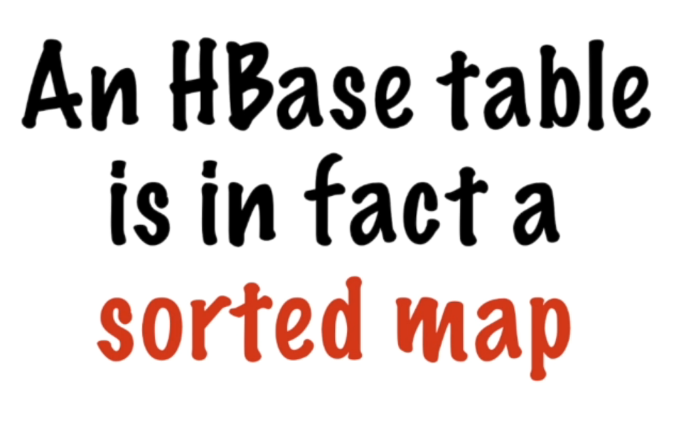 An HBase table
is in fact a
sorted map